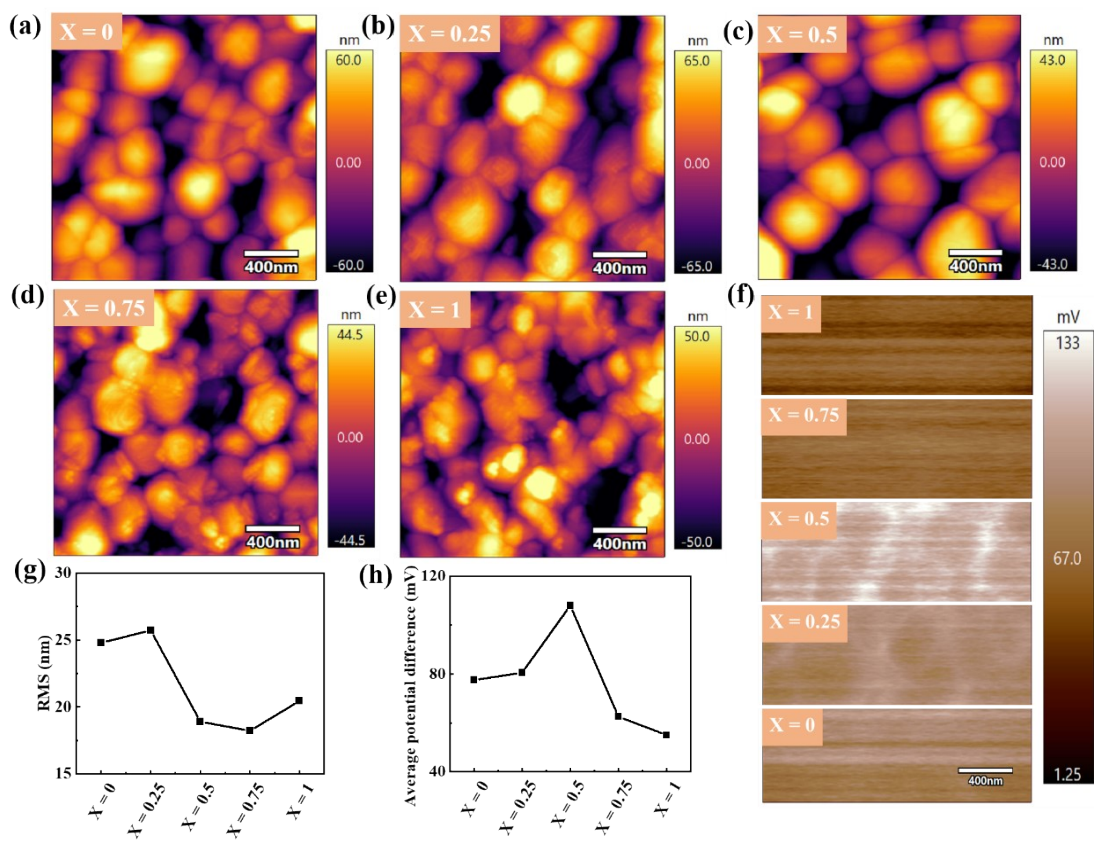 (a)
X = 0
nm
60.0
0.00
-60.0
400nm
(b)
X = 0.25
nm
65.0
0.00
-65.0
400nm
(c)
X = 0.5
nm
43.0
0.00
-43.0
400nm
(d)
X = 0.75
nm
44.5
0.00
-44.5
400nm
(e)
X = 1
nm
50.0
0.00
-50.0
400nm
(f)
X = 1
X = 0.75
X = 0.5
X = 0.25
X = 0
400nm
mV
133
67.0
1.25
(g)
RMS (nm)
30
25
20
15
X = 0
X = 0.25
X = 0.5
X = 0.75
X = 1
(h)
Average potential difference (mV)
120
80
40
X = 0
X = 0.25
X = 0.5
X = 0.75
X = 1